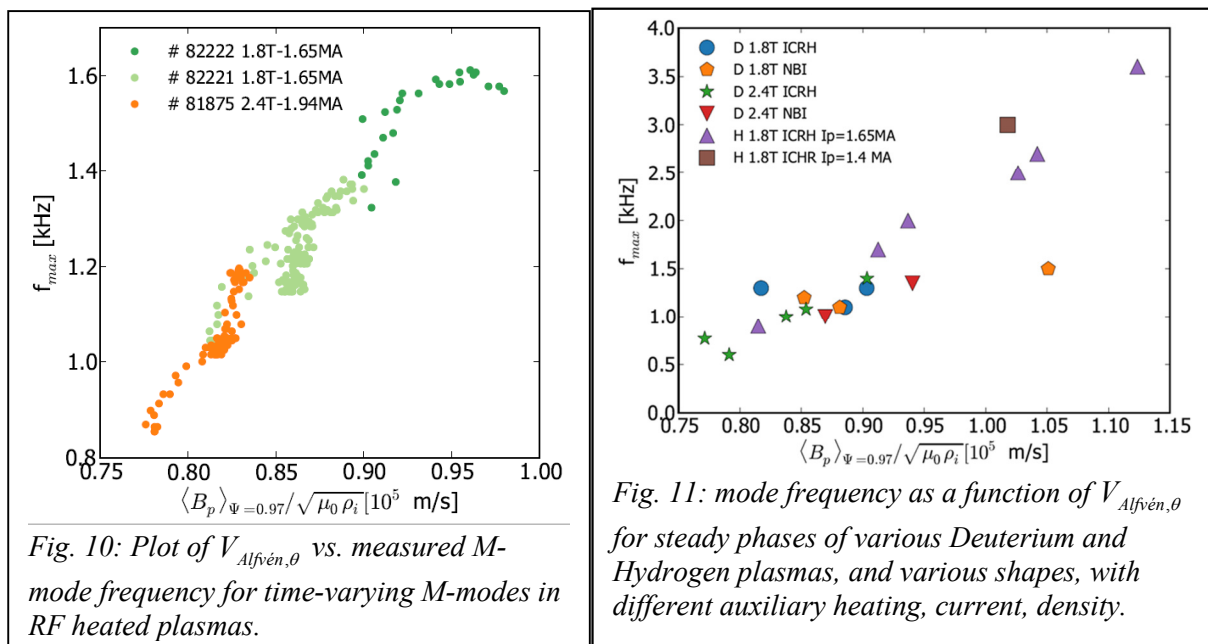 # 82222 1.8T-1.65MA
# 82221 1.8T-1.65MA
# 81875 2.4T-1.94MA
f_max [kHz]
1.6
1.4
1.2
1.0
0.8
0.75 0.80 0.85 0.90 0.95 1.00
⟨B_p⟩_Ψ=0.97/√μ_0 ρ_i [10^5 m/s]
Fig. 10: Plot of V_Alfvén,θ vs. measured M-
mode frequency for time-varying M-modes in
RF heated plasmas.
D 1.8T ICRH
D 1.8T NBI
D 2.4T ICRH
D 2.4T NBI
H 1.8T ICRH Ip=1.65MA
H 1.8T ICHR Ip=1.4 MA
f_max [kHz]
4.0
3.5
3.0
2.5
2.0
1.5
1.0
0.5
0.0
0.75 0.80 0.85 0.90 0.95 1.00 1.05 1.10 1.15
⟨B_p⟩_Ψ=0.97/√μ_0 ρ_i [10^5 m/s]
Fig. 11: mode frequency as a function of V_Alfvén,θ
for steady phases of various Deuterium and
Hydrogen plasmas, and various shapes, with
different auxiliary heating, current, density.